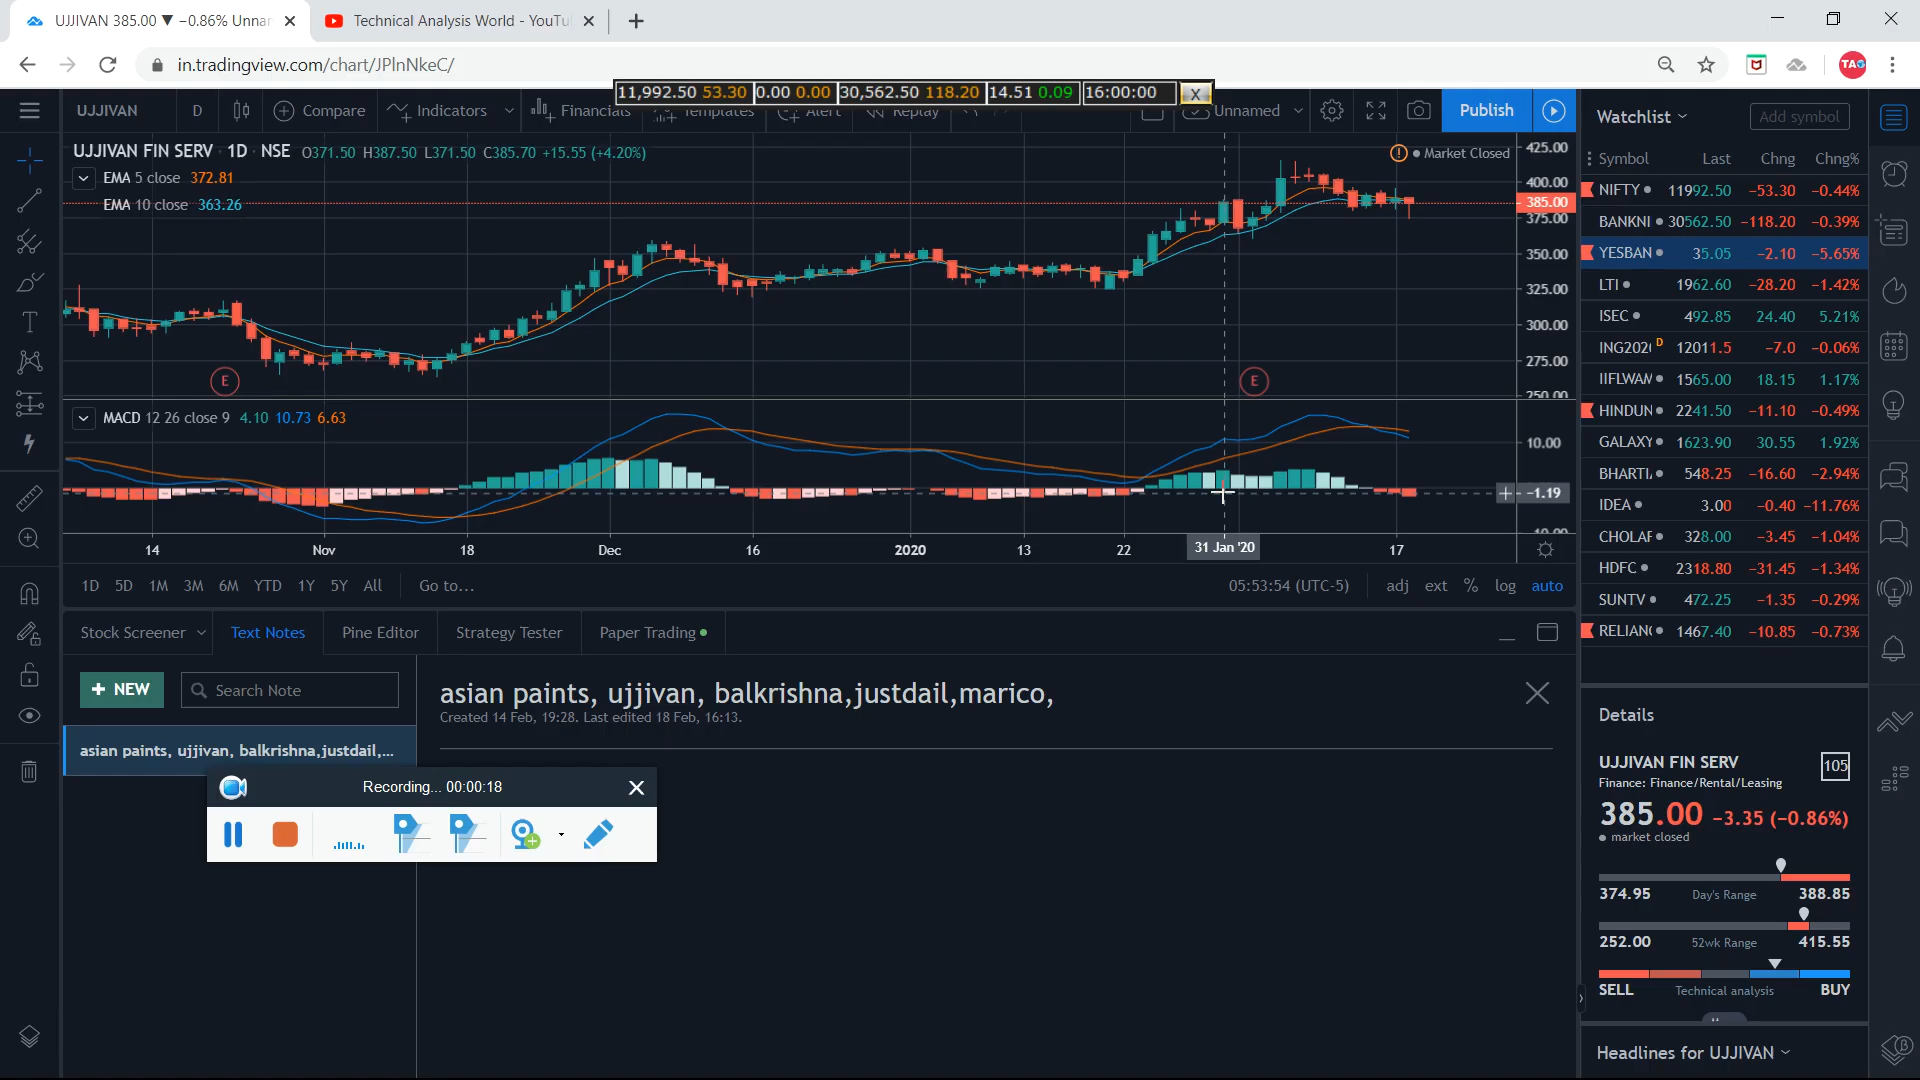 UJJIVAN 385.00 ▼ −0.86% Unnar
Technical Analysis World - YouTu
in.tradingview.com/chart/JPlnNkeC/
TAG
11,992.50 53.30 0.00 0.00 30,562.50 118.20 14.51 0.09 16:00:00 X
UJJIVAN D Compare Indicators Financials Templates Alert Replay Unnamed Publish
UJJIVAN FIN SERV · 1D · NSE O371.50 H387.50 L371.50 C385.70 +15.55 (+4.20%)
Market Closed
EMA 5 close 372.81
EMA 10 close 363.26
425.00
400.00
385.00
375.00
350.00
325.00
300.00
275.00
250.00
E E
MACD 12 26 close 9 4.10 10.73 6.63
10.00
−1.19
14 Nov 18 Dec 16 2020 13 22 31 Jan '20 17
1D 5D 1M 3M 6M YTD 1Y 5Y All Go to... 05:53:54 (UTC-5) adj ext % log auto
Stock Screener Text Notes Pine Editor Strategy Tester Paper Trading
+ NEW Search Note
asian paints, ujjivan, balkrishna,justdail,marico,
Created 14 Feb, 19:28. Last edited 18 Feb, 16:13.
asian paints, ujjivan, balkrishna,justdail,...
Recording... 00:00:18
Watchlist Add symbol
Symbol Last Chng Chng%
NIFTY 11992.50 −53.30 −0.44%
BANKNI 30562.50 −118.20 −0.39%
YESBAN 35.05 −2.10 −5.65%
LTI 1962.60 −28.20 −1.42%
ISEC 492.85 24.40 5.21%
ING202( D 12011.5 −7.0 −0.06%
IIFLWAM 1565.00 18.15 1.17%
HINDUN 2241.50 −11.10 −0.49%
GALAXY 1623.90 30.55 1.92%
BHARTI 548.25 −16.60 −2.94%
IDEA 3.00 −0.40 −11.76%
CHOLAF 328.00 −3.45 −1.04%
HDFC 2318.80 −31.45 −1.34%
SUNTV 472.25 −1.35 −0.29%
RELIAN 1467.40 −10.85 −0.73%
Details
UJJIVAN FIN SERV 105
Finance: Finance/Rental/Leasing
385.00 −3.35 (−0.86%)
market closed
374.95 Day's Range 388.85
252.00 52wk Range 415.55
SELL Technical analysis BUY
Headlines for UJJIVAN